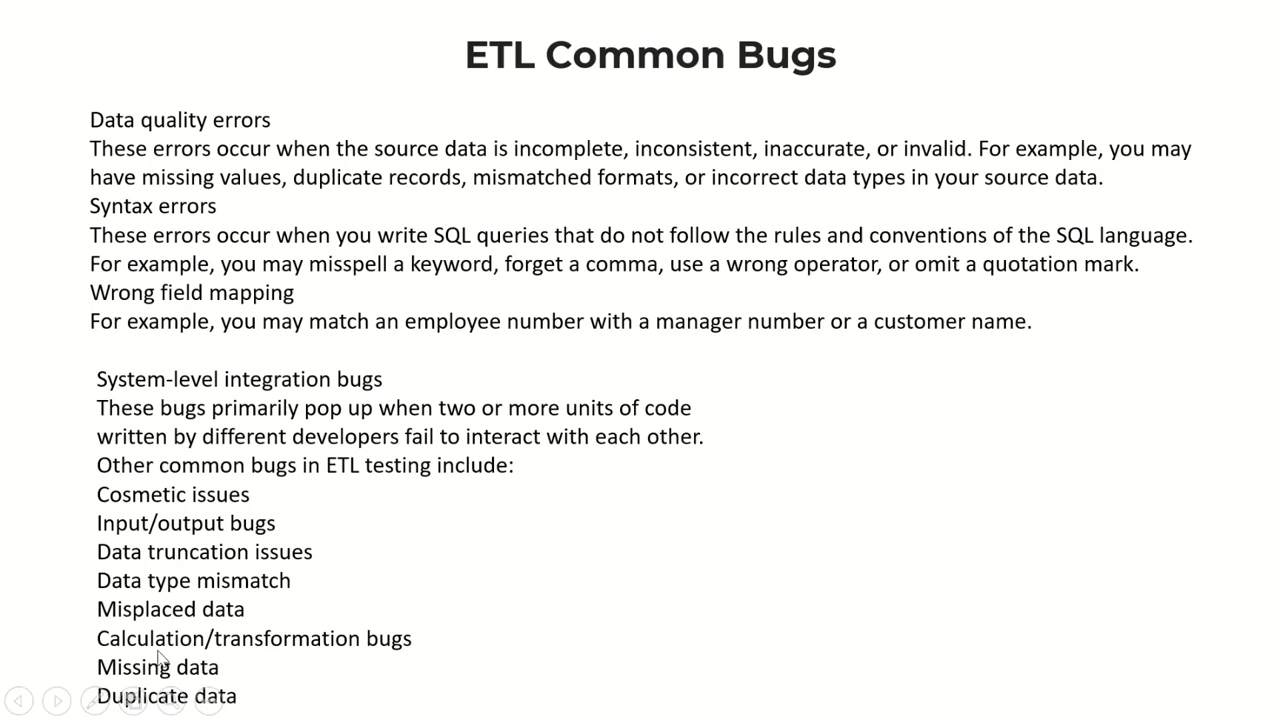 ETL Common Bugs
Data quality errors
These errors occur when the source data is incomplete, inconsistent, inaccurate, or invalid. For example, you may
have missing values, duplicate records, mismatched formats, or incorrect data types in your source data.
Syntax errors
These errors occur when you write SQL queries that do not follow the rules and conventions of the SQL language.
For example, you may misspell a keyword, forget a comma, use a wrong operator, or omit a quotation mark.
Wrong field mapping
For example, you may match an employee number with a manager number or a customer name.
System-level integration bugs
These bugs primarily pop up when two or more units of code
written by different developers fail to interact with each other.
Other common bugs in ETL testing include:
Cosmetic issues
Input/output bugs
Data truncation issues
Data type mismatch
Misplaced data
Calculation/transformation bugs
Missing data
Duplicate data